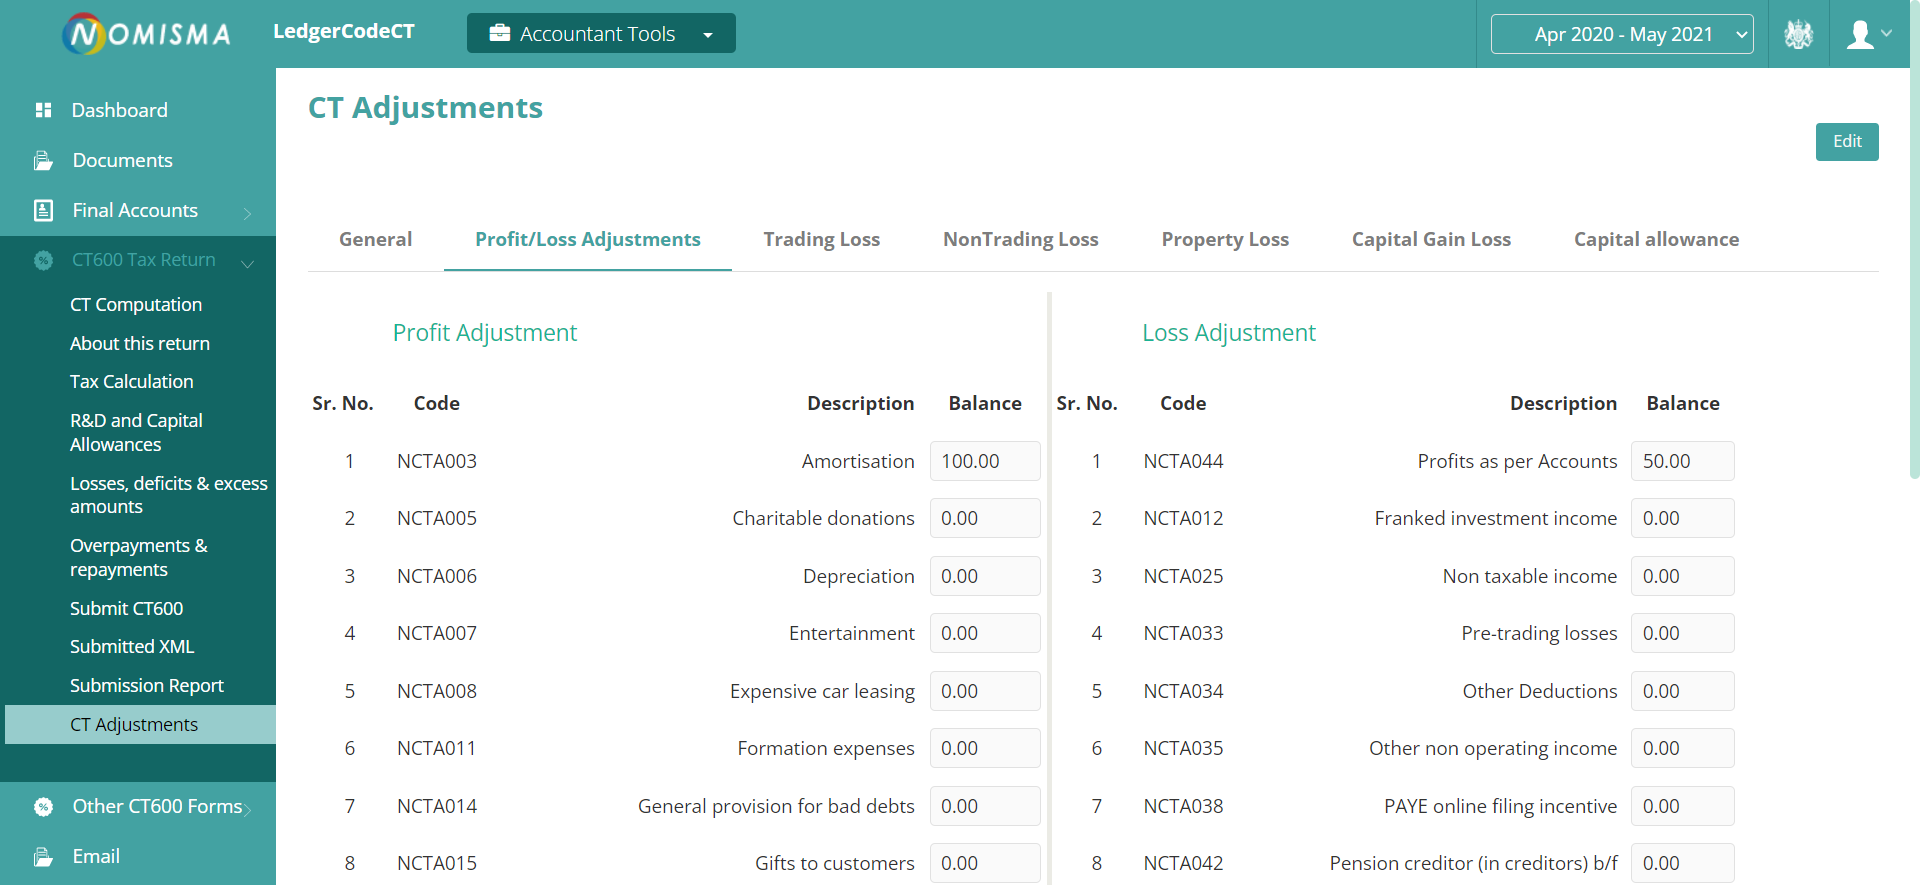 NOMISMA
LedgerCodeCT
Accountant Tools
Apr 2020 - May 2021
Dashboard
Documents
Final Accounts
CT600 Tax Return
CT Computation
About this return
Tax Calculation
R&D and Capital
Allowances
Losses, deficits & excess
amounts
Overpayments &
repayments
Submit CT600
Submitted XML
Submission Report
CT Adjustments
Other CT600 Forms
Email
CT Adjustments
Edit
General Profit/Loss Adjustments Trading Loss NonTrading Loss Property Loss Capital Gain Loss Capital allowance
Profit Adjustment
Sr. No. Code Description Balance
1 NCTA003 Amortisation 100.00
2 NCTA005 Charitable donations 0.00
3 NCTA006 Depreciation 0.00
4 NCTA007 Entertainment 0.00
5 NCTA008 Expensive car leasing 0.00
6 NCTA011 Formation expenses 0.00
7 NCTA014 General provision for bad debts 0.00
8 NCTA015 Gifts to customers 0.00
Loss Adjustment
Sr. No. Code Description Balance
1 NCTA044 Profits as per Accounts 50.00
2 NCTA012 Franked investment income 0.00
3 NCTA025 Non taxable income 0.00
4 NCTA033 Pre-trading losses 0.00
5 NCTA034 Other Deductions 0.00
6 NCTA035 Other non operating income 0.00
7 NCTA038 PAYE online filing incentive 0.00
8 NCTA042 Pension creditor (in creditors) b/f 0.00